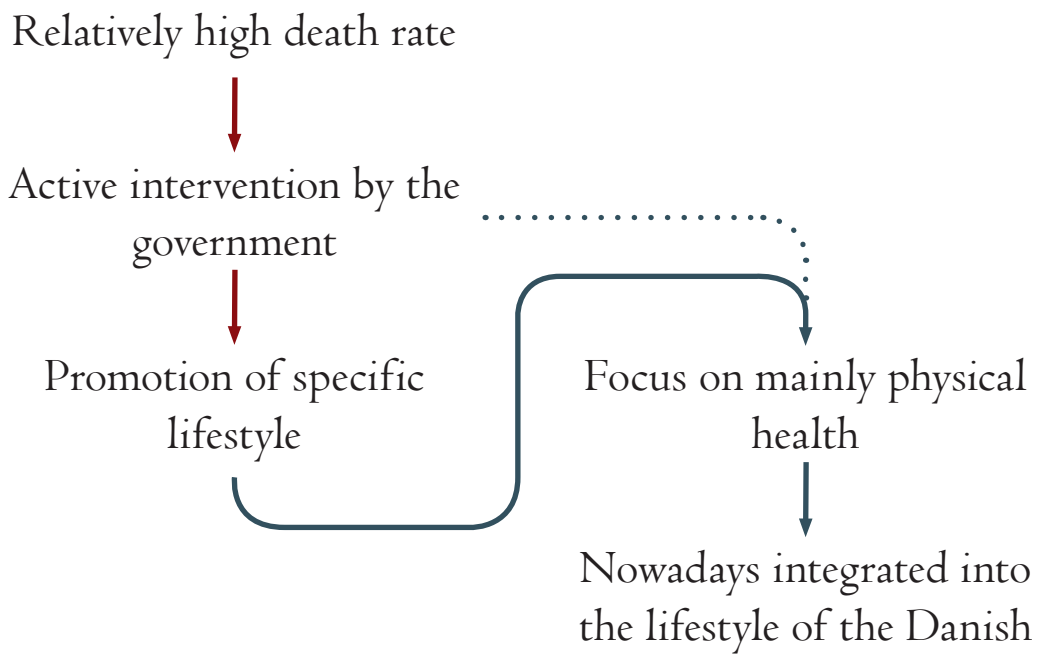 Relatively high death rate
Active intervention by the
government
Promotion of specific
lifestyle
Focus on mainly physical
health
Nowadays integrated into
the lifestyle of the Danish